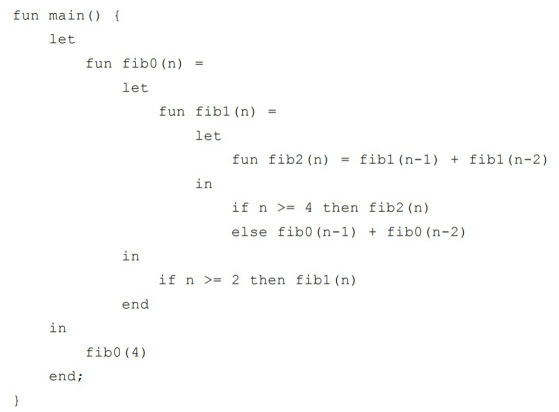 fun main() {
    let
        fun fib0(n) =
            let
                fun fib1(n) =
                    let
                        fun fib2(n) = fib1(n-1) + fib1(n-2)
                    in
                        if n >= 4 then fib2(n)
                        else fib0(n-1) + fib0(n-2)
            in
                if n >= 2 then fib1(n)
            end
    in
        fib0(4)
    end;
}